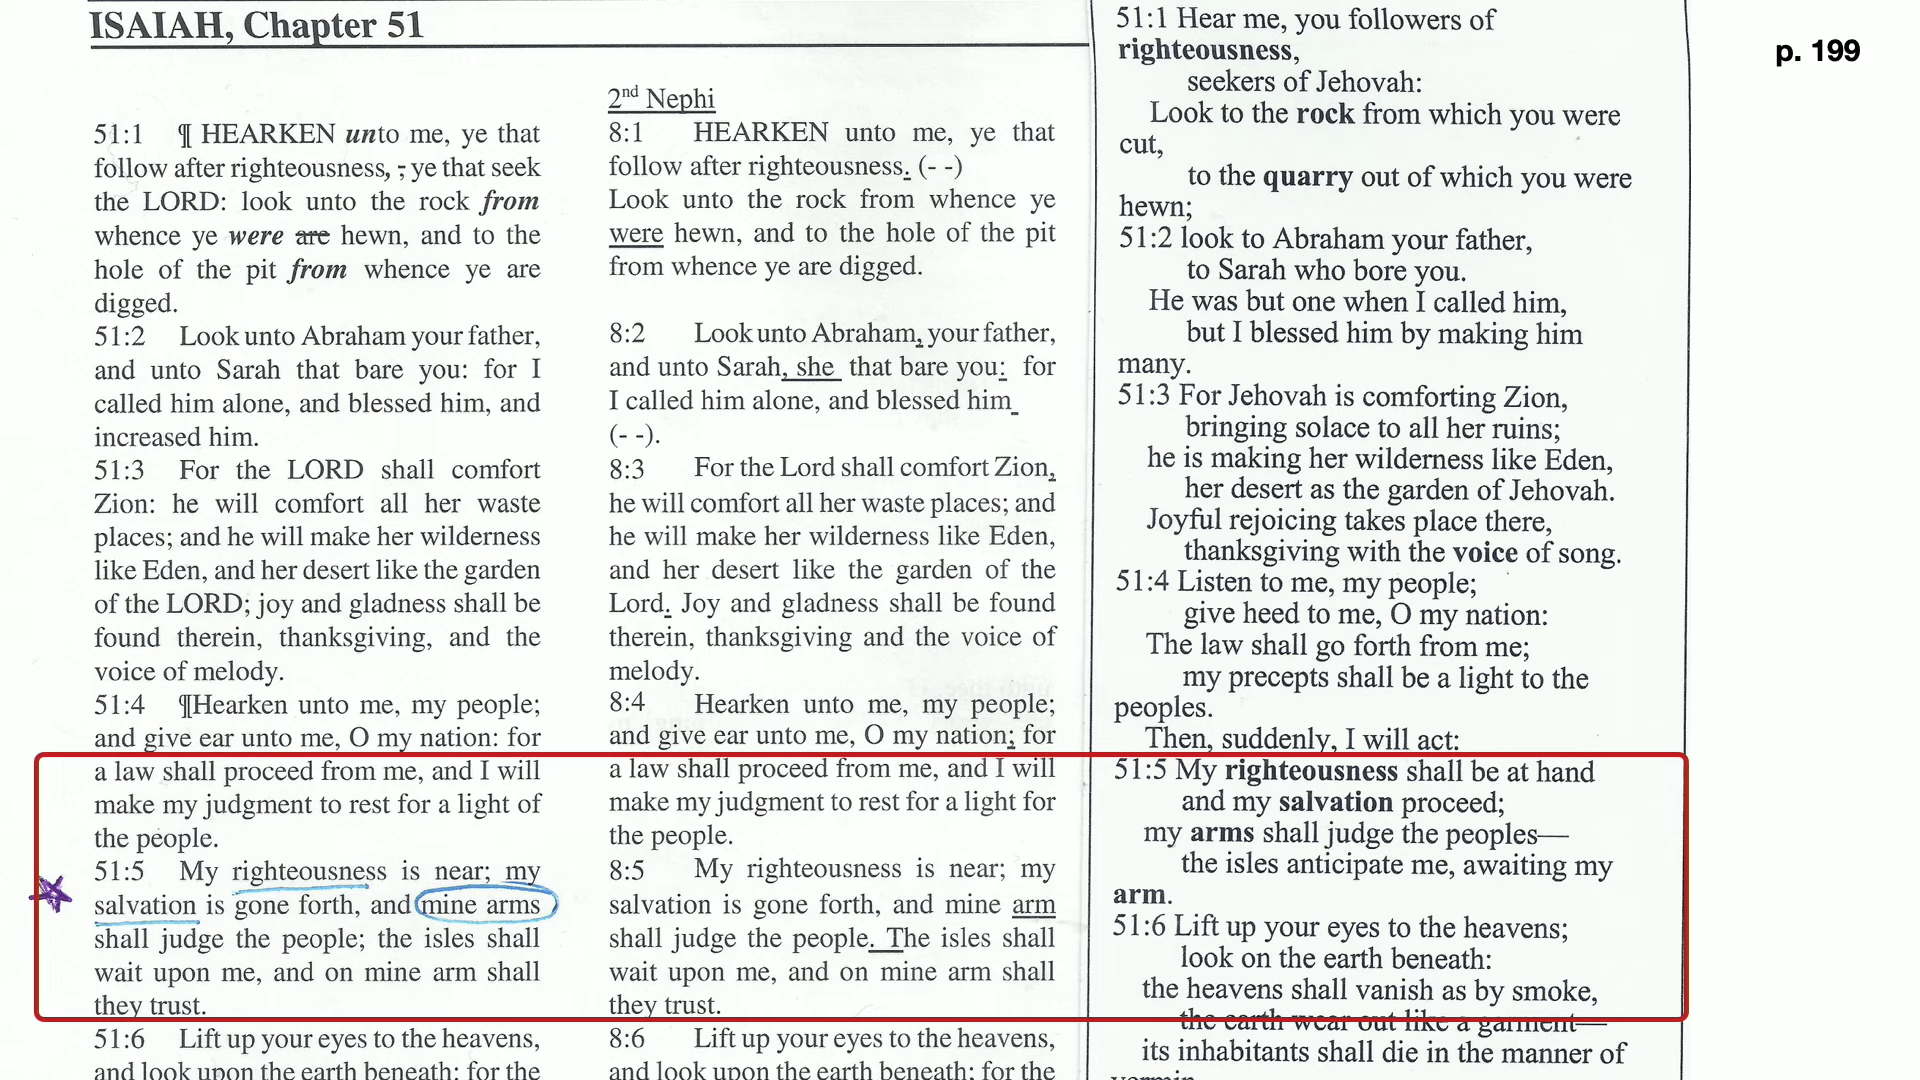 ISAIAH, Chapter 51
51:1 ¶ HEARKEN unto me, ye that
follow after righteousness, ; ye that seek
the LORD: look unto the rock from
whence ye were are hewn, and to the
hole of the pit from whence ye are
digged.
51:2 Look unto Abraham your father,
and unto Sarah that bare you: for I
called him alone, and blessed him, and
increased him.
51:3 For the LORD shall comfort
Zion: he will comfort all her waste
places; and he will make her wilderness
like Eden, and her desert like the garden
of the LORD; joy and gladness shall be
found therein, thanksgiving, and the
voice of melody.
51:4 ¶Hearken unto me, my people;
and give ear unto me, O my nation: for
a law shall proceed from me, and I will
make my judgment to rest for a light of
the people.
51:5 My righteousness is near; my
salvation is gone forth, and mine arms
shall judge the people; the isles shall
wait upon me, and on mine arm shall
they trust.
51:6 Lift up your eyes to the heavens,
and look upon the earth beneath: for the
2nd Nephi
8:1 HEARKEN unto me, ye that
follow after righteousness. (- -)
Look unto the rock from whence ye
were hewn, and to the hole of the pit
from whence ye are digged.
8:2 Look unto Abraham, your father,
and unto Sarah, she that bare you: for
I called him alone, and blessed him
(- -).
8:3 For the Lord shall comfort Zion,
he will comfort all her waste places; and
he will make her wilderness like Eden,
and her desert like the garden of the
Lord. Joy and gladness shall be found
therein, thanksgiving and the voice of
melody.
8:4 Hearken unto me, my people;
and give ear unto me, O my nation; for
a law shall proceed from me, and I will
make my judgment to rest for a light for
the people.
8:5 My righteousness is near; my
salvation is gone forth, and mine arm
shall judge the people. The isles shall
wait upon me, and on mine arm shall
they trust.
8:6 Lift up your eyes to the heavens,
and look upon the earth beneath; for the
51:1 Hear me, you followers of
righteousness,
seekers of Jehovah:
Look to the rock from which you were
cut,
to the quarry out of which you were
hewn;
51:2 look to Abraham your father,
to Sarah who bore you.
He was but one when I called him,
but I blessed him by making him
many.
51:3 For Jehovah is comforting Zion,
bringing solace to all her ruins;
he is making her wilderness like Eden,
her desert as the garden of Jehovah.
Joyful rejoicing takes place there,
thanksgiving with the voice of song.
51:4 Listen to me, my people;
give heed to me, O my nation:
The law shall go forth from me;
my precepts shall be a light to the
peoples.
Then, suddenly, I will act:
51:5 My righteousness shall be at hand
and my salvation proceed;
my arms shall judge the peoples—
the isles anticipate me, awaiting my
arm.
51:6 Lift up your eyes to the heavens;
look on the earth beneath:
the heavens shall vanish as by smoke,
the earth wear out like a garment—
its inhabitants shall die in the manner of
vermin.
p. 199